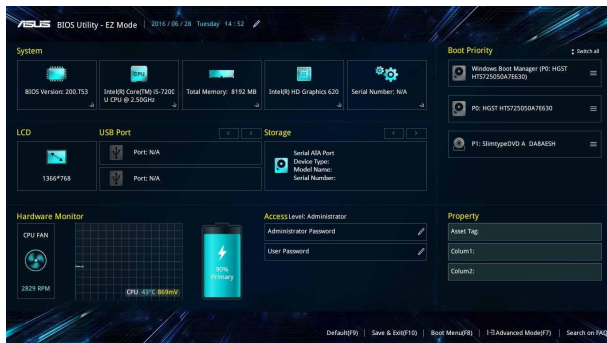 ASUS BIOS Utility - EZ Mode | 2016 / 06 / 28 Tuesday 14 : 52
System
BIOS Version: 200.T53
Intel(R) Core(TM) i5-7200
U CPU @ 2.50GHz
CPU
Total Memory: 8192 MB
Intel(R) HD Graphics 620
Serial Number: N/A
Boot Priority
Switch all
Windows Boot Manager (P0: HGST
HTS725050A7E630)
P0: HGST HTS725050A7E630
P1: SlimtypeDVD A DA8AESH
LCD
1366*768
USB Port
Port: N/A
Port: N/A
Storage
Serial ATA Port
Device Type:
Model Name:
Serial Number:
Hardware Monitor
CPU FAN
2829 RPM
CPU 43°C 869mV
90%
Primary
Access Level: Administrator
Administrator Password
User Password
Property
Asset Tag:
Colum1:
Colum2:
Default(F9) | Save & Exit(F10) | Boot Menu(F8) | Advanced Mode(F7) | Search on FAQ